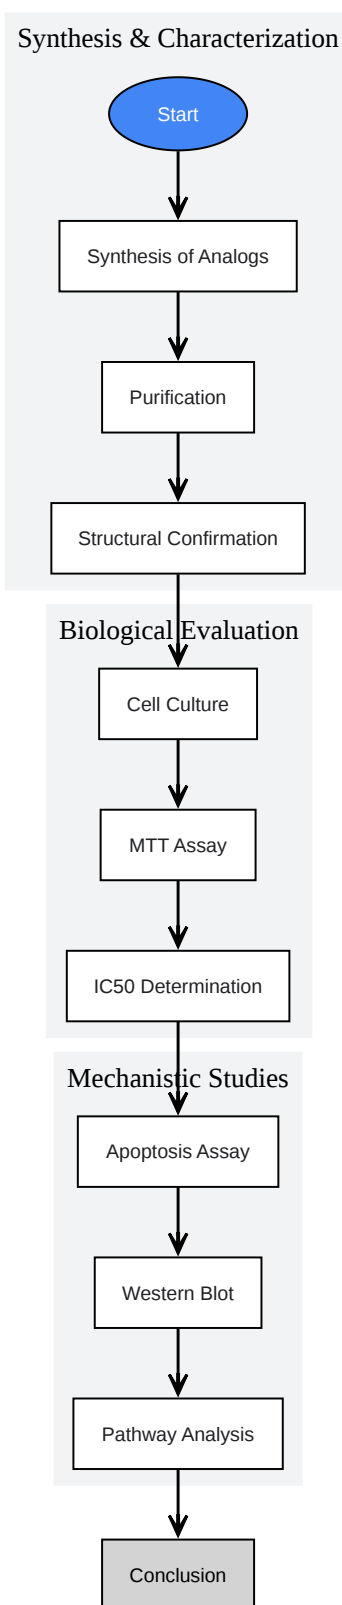 Synthesis & Characterization
Start
Synthesis of Analogs
Purification
Structural Confirmation
Biological Evaluation
Cell Culture
MTT Assay
IC50 Determination
Mechanistic Studies
Apoptosis Assay
Western Blot
Pathway Analysis
Conclusion